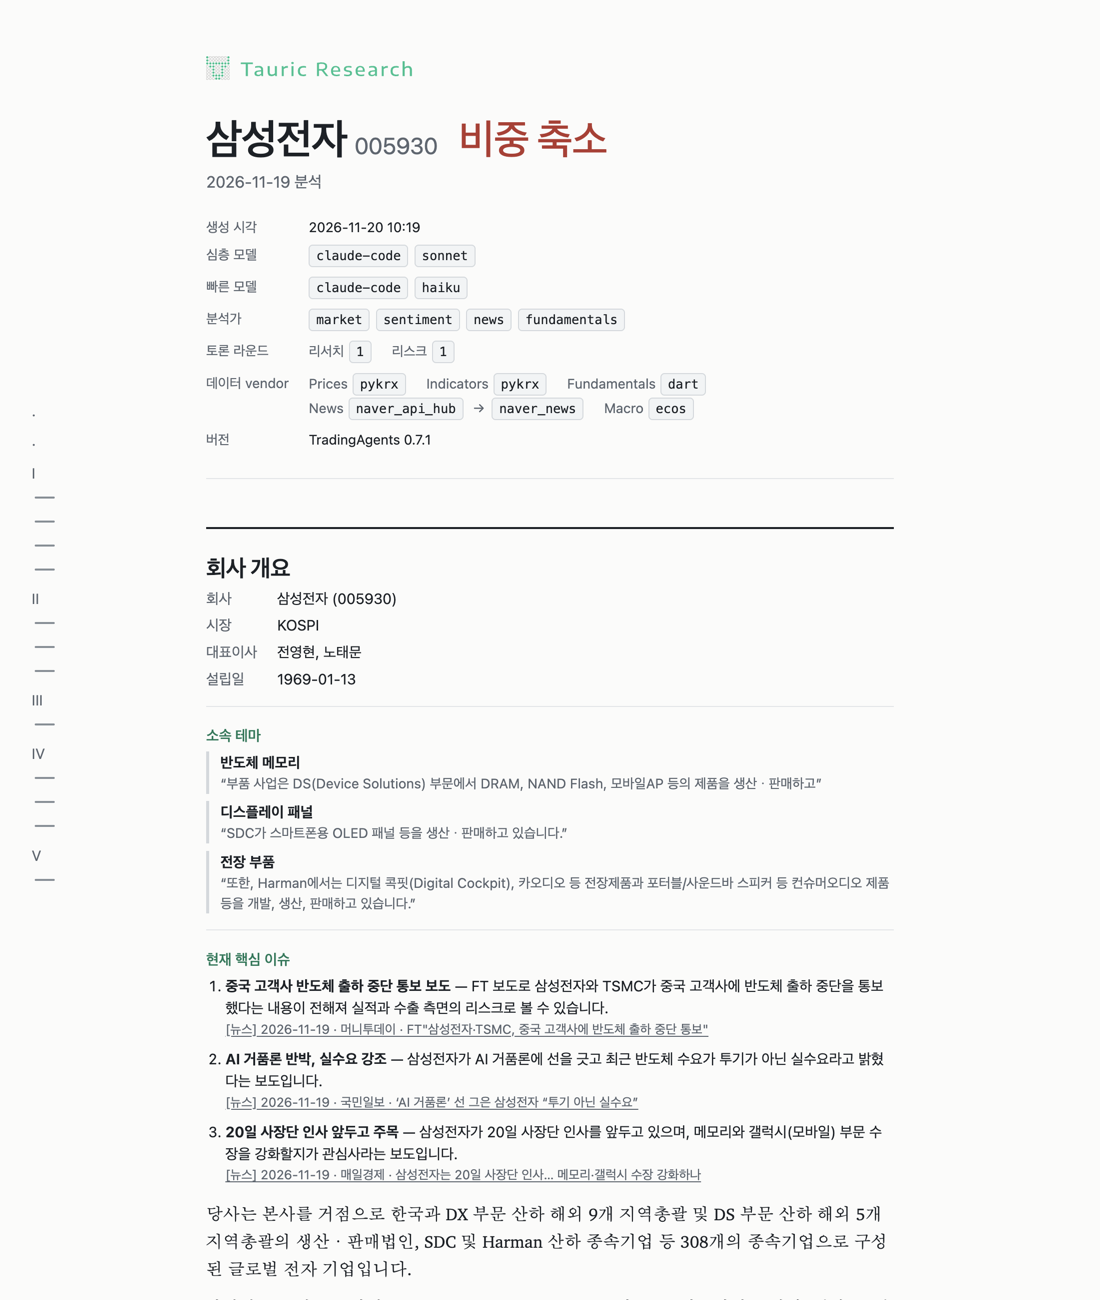 Tauric Research
삼성전자 005930 비중 축소
2026-11-19 분석
생성 시각 2026-11-20 10:19
심층 모델 claude-code sonnet
빠른 모델 claude-code haiku
분석가 market sentiment news fundamentals
토론 라운드 리서치 1 리스크 1
데이터 vendor Prices pykrx Indicators pykrx Fundamentals dart
News naver_api_hub → naver_news Macro ecos
버전 TradingAgents 0.7.1
I
II
III
IV
V
회사 개요
회사 삼성전자 (005930)
시장 KOSPI
대표이사 전영현, 노태문
설립일 1969-01-13
소속 테마
반도체 메모리
“부품 사업은 DS(Device Solutions) 부문에서 DRAM, NAND Flash, 모바일AP 등의 제품을 생산ㆍ판매하고”
디스플레이 패널
“SDC가 스마트폰용 OLED 패널 등을 생산ㆍ판매하고 있습니다.”
전장 부품
“또한, Harman에서는 디지털 콕핏(Digital Cockpit), 카오디오 등 전장제품과 포터블/사운드바 스피커 등 컨슈머오디오 제품
등을 개발, 생산, 판매하고 있습니다.”
현재 핵심 이슈
1. 중국 고객사 반도체 출하 중단 통보 보도 — FT 보도로 삼성전자와 TSMC가 중국 고객사에 반도체 출하 중단을 통보
했다는 내용이 전해져 실적과 수출 측면의 리스크로 볼 수 있습니다.
[뉴스] 2026-11-19 · 머니투데이 · FT"삼성전자·TSMC, 중국 고객사에 반도체 출하 중단 통보"
2. AI 거품론 반박, 실수요 강조 — 삼성전자가 AI 거품론에 선을 긋고 최근 반도체 수요가 투기가 아닌 실수요라고 밝혔
다는 보도입니다.
[뉴스] 2026-11-19 · 국민일보 · ‘AI 거품론’ 선 그은 삼성전자 “투기 아닌 실수요”
3. 20일 사장단 인사 앞두고 주목 — 삼성전자가 20일 사장단 인사를 앞두고 있으며, 메모리와 갤럭시(모바일) 부문 수
장을 강화할지가 관심사라는 보도입니다.
[뉴스] 2026-11-19 · 매일경제 · 삼성전자는 20일 사장단 인사… 메모리·갤럭시 수장 강화하나
당사는 본사를 거점으로 한국과 DX 부문 산하 해외 9개 지역총괄 및 DS 부문 산하 해외 5개
지역총괄의 생산ㆍ판매법인, SDC 및 Harman 산하 종속기업 등 308개의 종속기업으로 구성
된 글로벌 전자 기업입니다.